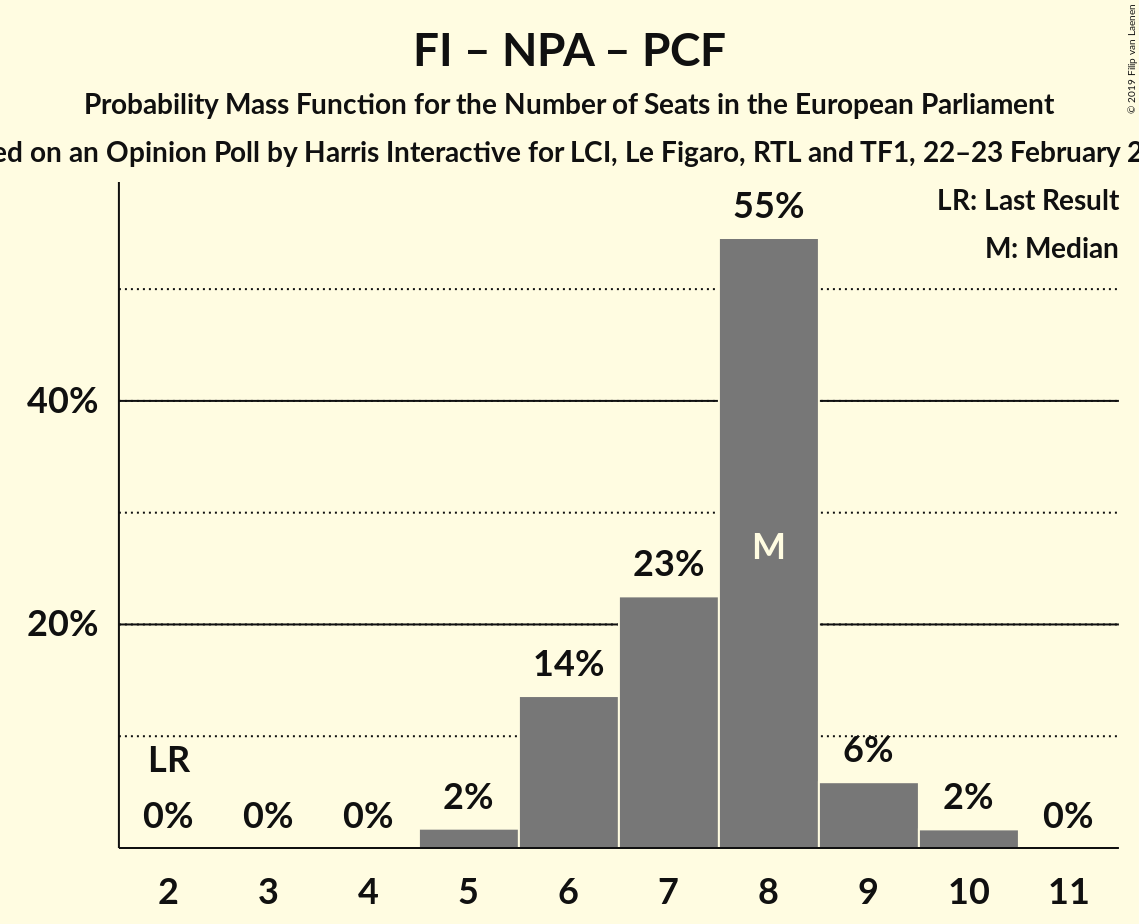 FI – NPA – PCF
Probability Mass Function for the Number of Seats in the European Parliament
on an Opinion Poll by Harris Interactive for LCI, Le Figaro, RTL and TF1, 22–23 February
© 2019 Filip van Laenen
LR: Last Result
M: Median
55%
40%
M
23%
20%
14%
LR
6%
0%
0%
0%
2%
2%
0%
2
3
4
5
6
7
8
9
10
11